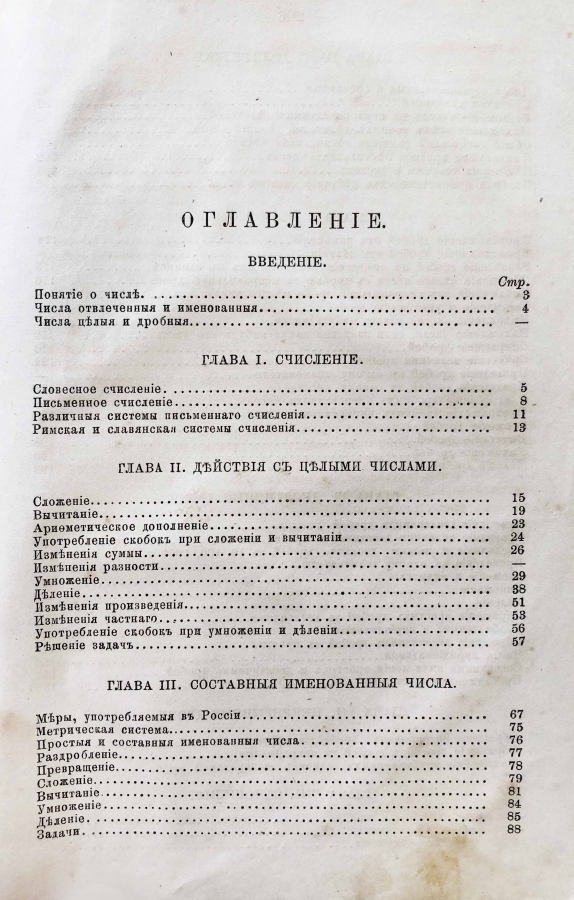 ОГЛАВЛЕНІЕ.
ВВЕДЕНІЕ.
Стр.
Понятіе о числѣ. 3
Числа отвлеченныя и именованныя 4
Числа цѣлыя и дробныя —
ГЛАВА I. СЧИСЛЕНІЕ.
Словесное счисленіе 5
Письменное счисленіе 8
Различныя системы письменнаго счисленія 11
Римская и славянская системы счисленія 13
ГЛАВА II. ДѢЙСТВІЯ СЪ ЦѢЛЫМИ ЧИСЛАМИ.
Сложеніе 15
Вычитаніе 19
Ариѳметическое дополненіе 23
Употребленіе скобокъ при сложеніи и вычитаніи 24
Измѣненія суммы 26
Измѣненія разности —
Умноженіе 29
Дѣленіе 38
Измѣненія произведенія 51
Измѣненія частнаго 53
Употребленіе скобокъ при умноженіи и дѣленіи 56
Рѣшеніе задачъ 57
ГЛАВА III. СОСТАВНЫЯ ИМЕНОВАННЫЯ ЧИСЛА.
Мѣры, употребляемыя въ Россіи 67
Метрическая система 75
Простыя и составныя именованныя числа 76
Раздробленіе 77
Превращеніе 78
Сложеніе 79
Вычитаніе 81
Умноженіе 84
Дѣленіе 85
Задачи 88